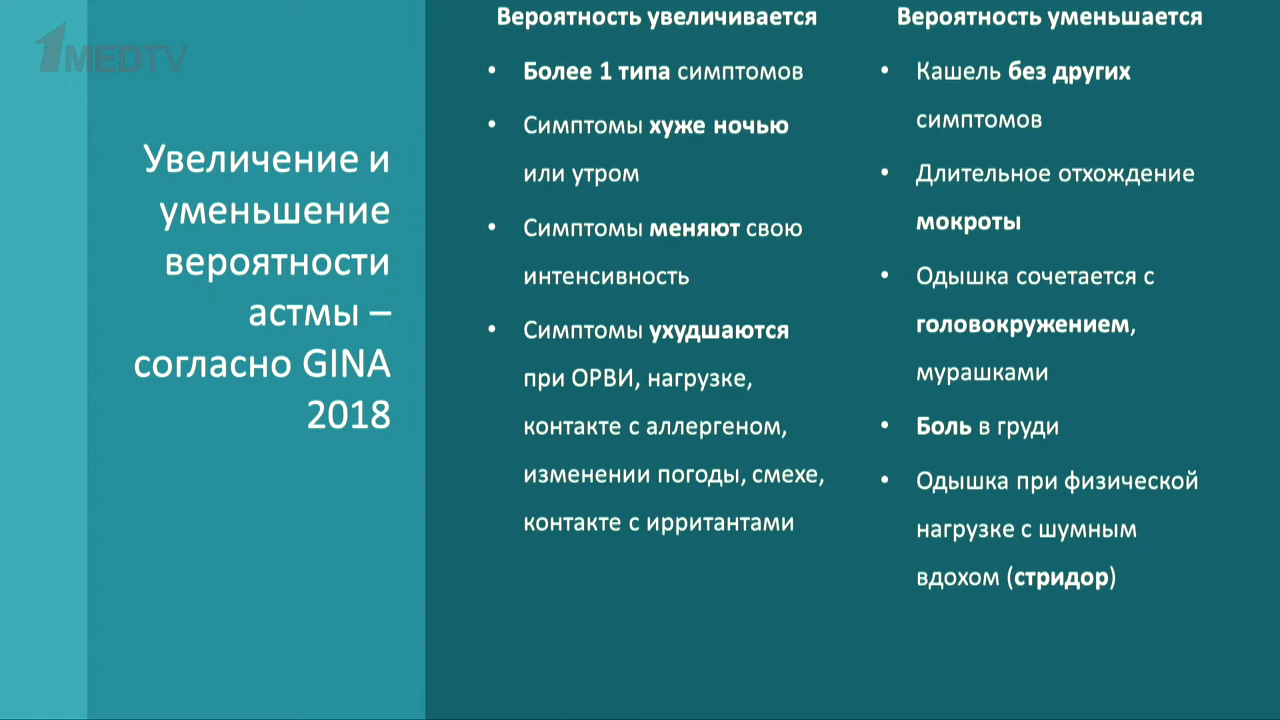 1MEDTV
Увеличение и
уменьшение
вероятности
астмы –
согласно GINA
2018
Вероятность увеличивается
• Более 1 типа симптомов
• Симптомы хуже ночью
или утром
• Симптомы меняют свою
интенсивность
• Симптомы ухудшаются
при ОРВИ, нагрузке,
контакте с аллергеном,
изменении погоды, смехе,
контакте с ирритантами
Вероятность уменьшается
• Кашель без других
симптомов
• Длительное отхождение
мокроты
• Одышка сочетается с
головокружением,
мурашками
• Боль в груди
• Одышка при физической
нагрузке с шумным
вдохом (стридор)